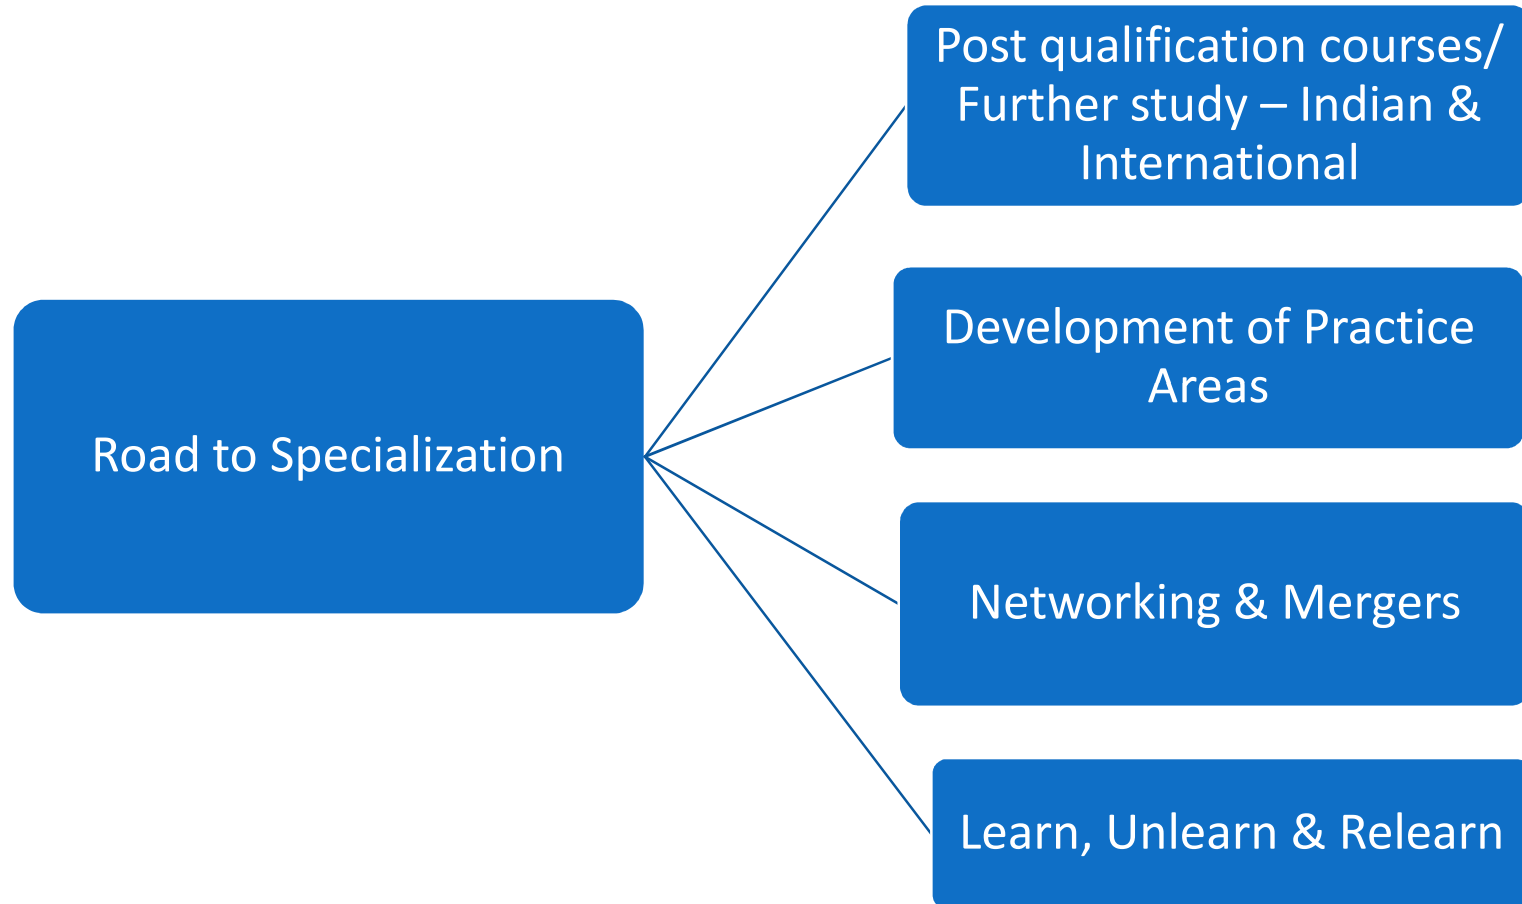 Road to Specialization
Post qualification courses/
Further study – Indian &
International
Development of Practice
Areas
Networking & Mergers
Learn, Unlearn & Relearn